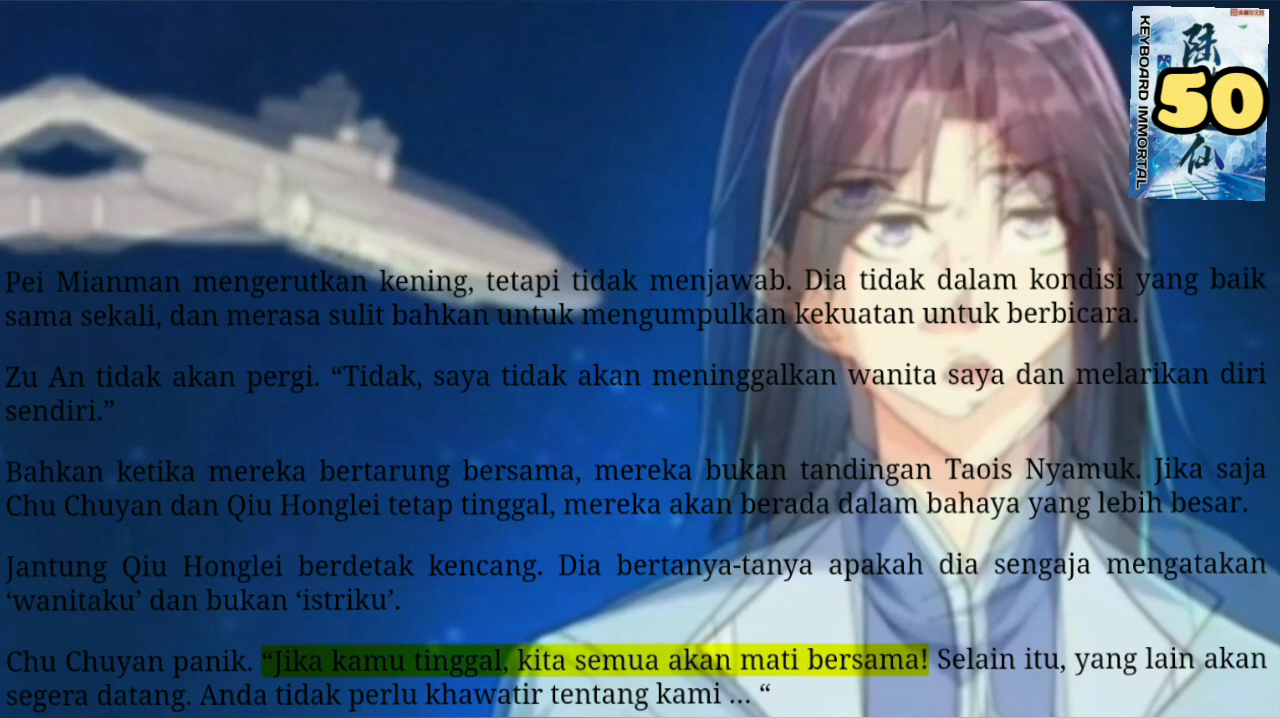 KEYBOARD IMMORTAL
陆
仙
50
Pei Mianman mengerutkan kening, tetapi tidak menjawab. Dia tidak dalam kondisi yang baik
sama sekali, dan merasa sulit bahkan untuk mengumpulkan kekuatan untuk berbicara.
Zu An tidak akan pergi. “Tidak, saya tidak akan meninggalkan wanita saya dan melarikan diri
sendiri.”
Bahkan ketika mereka bertarung bersama, mereka bukan tandingan Taois Nyamuk. Jika saja
Chu Chuyan dan Qiu Honglei tetap tinggal, mereka akan berada dalam bahaya yang lebih besar.
Jantung Qiu Honglei berdetak kencang. Dia bertanya-tanya apakah dia sengaja mengatakan
‘wanitaku’ dan bukan ‘istriku’.
Chu Chuyan panik. “Jika kamu tinggal, kita semua akan mati bersama! Selain itu, yang lain akan
segera datang. Anda tidak perlu khawatir tentang kami … “